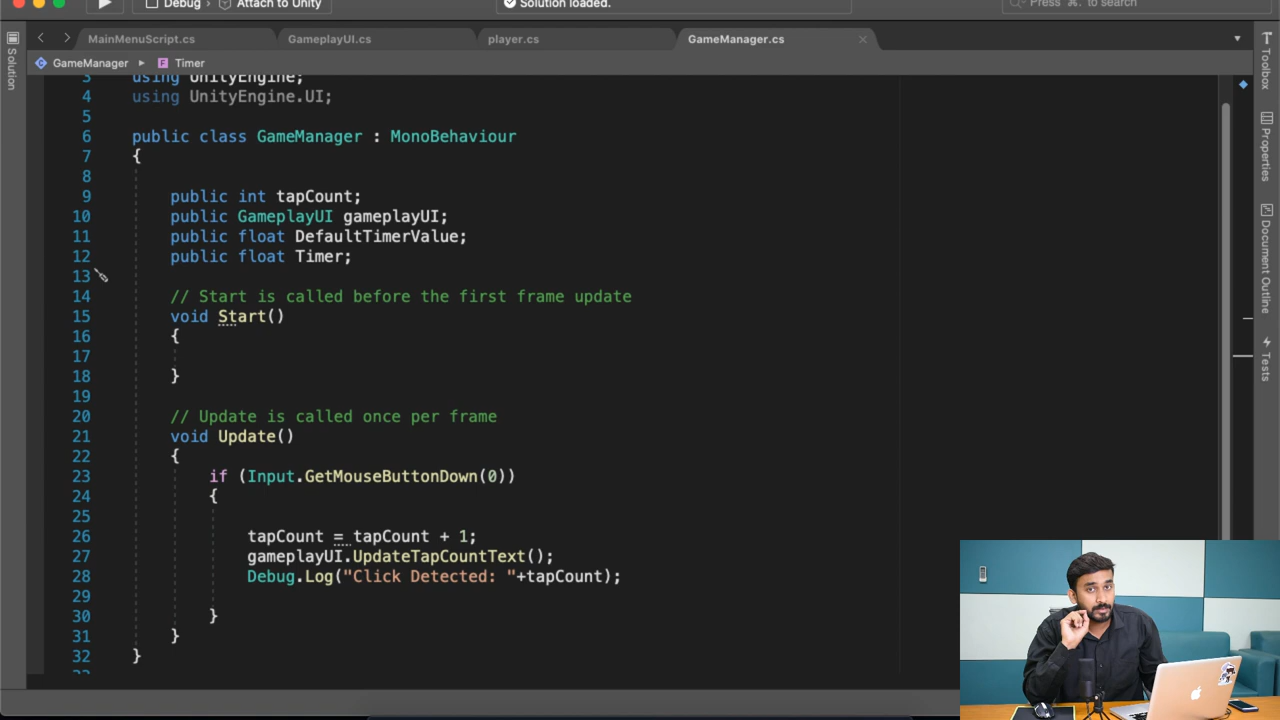 Debug
Attach to Unity
Solution loaded.
Press ⌘. to search
Solution
MainMenuScript.cs
GameplayUI.cs
player.cs
GameManager.cs
GameManager
Timer
Toolbox
Properties
Document Outline
Tests
3 using UnityEngine;
4 using UnityEngine.UI;
5
6 public class GameManager : MonoBehaviour
7 {
8
9 public int tapCount;
10 public GameplayUI gameplayUI;
11 public float DefaultTimerValue;
12 public float Timer;
13
14 // Start is called before the first frame update
15 void Start()
16 {
17
18 }
19
20 // Update is called once per frame
21 void Update()
22 {
23 if (Input.GetMouseButtonDown(0))
24 {
25
26 tapCount = tapCount + 1;
27 gameplayUI.UpdateTapCountText();
28 Debug.Log("Click Detected: "+tapCount);
29
30 }
31 }
32 }
33